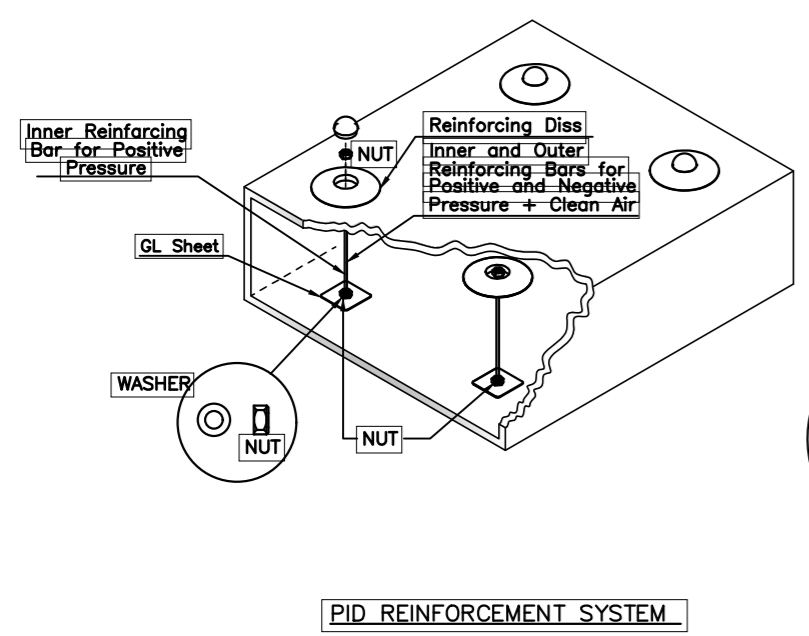 Inner Reinfarcing
Bar for Positive
Pressure
NUT
Reinforcing Diss
Inner and Outer
Reinforcing Bars for
Positive and Negative
Pressure + Clean Air
GL Sheet
WASHER
NUT
NUT
PID REINFORCEMENT SYSTEM